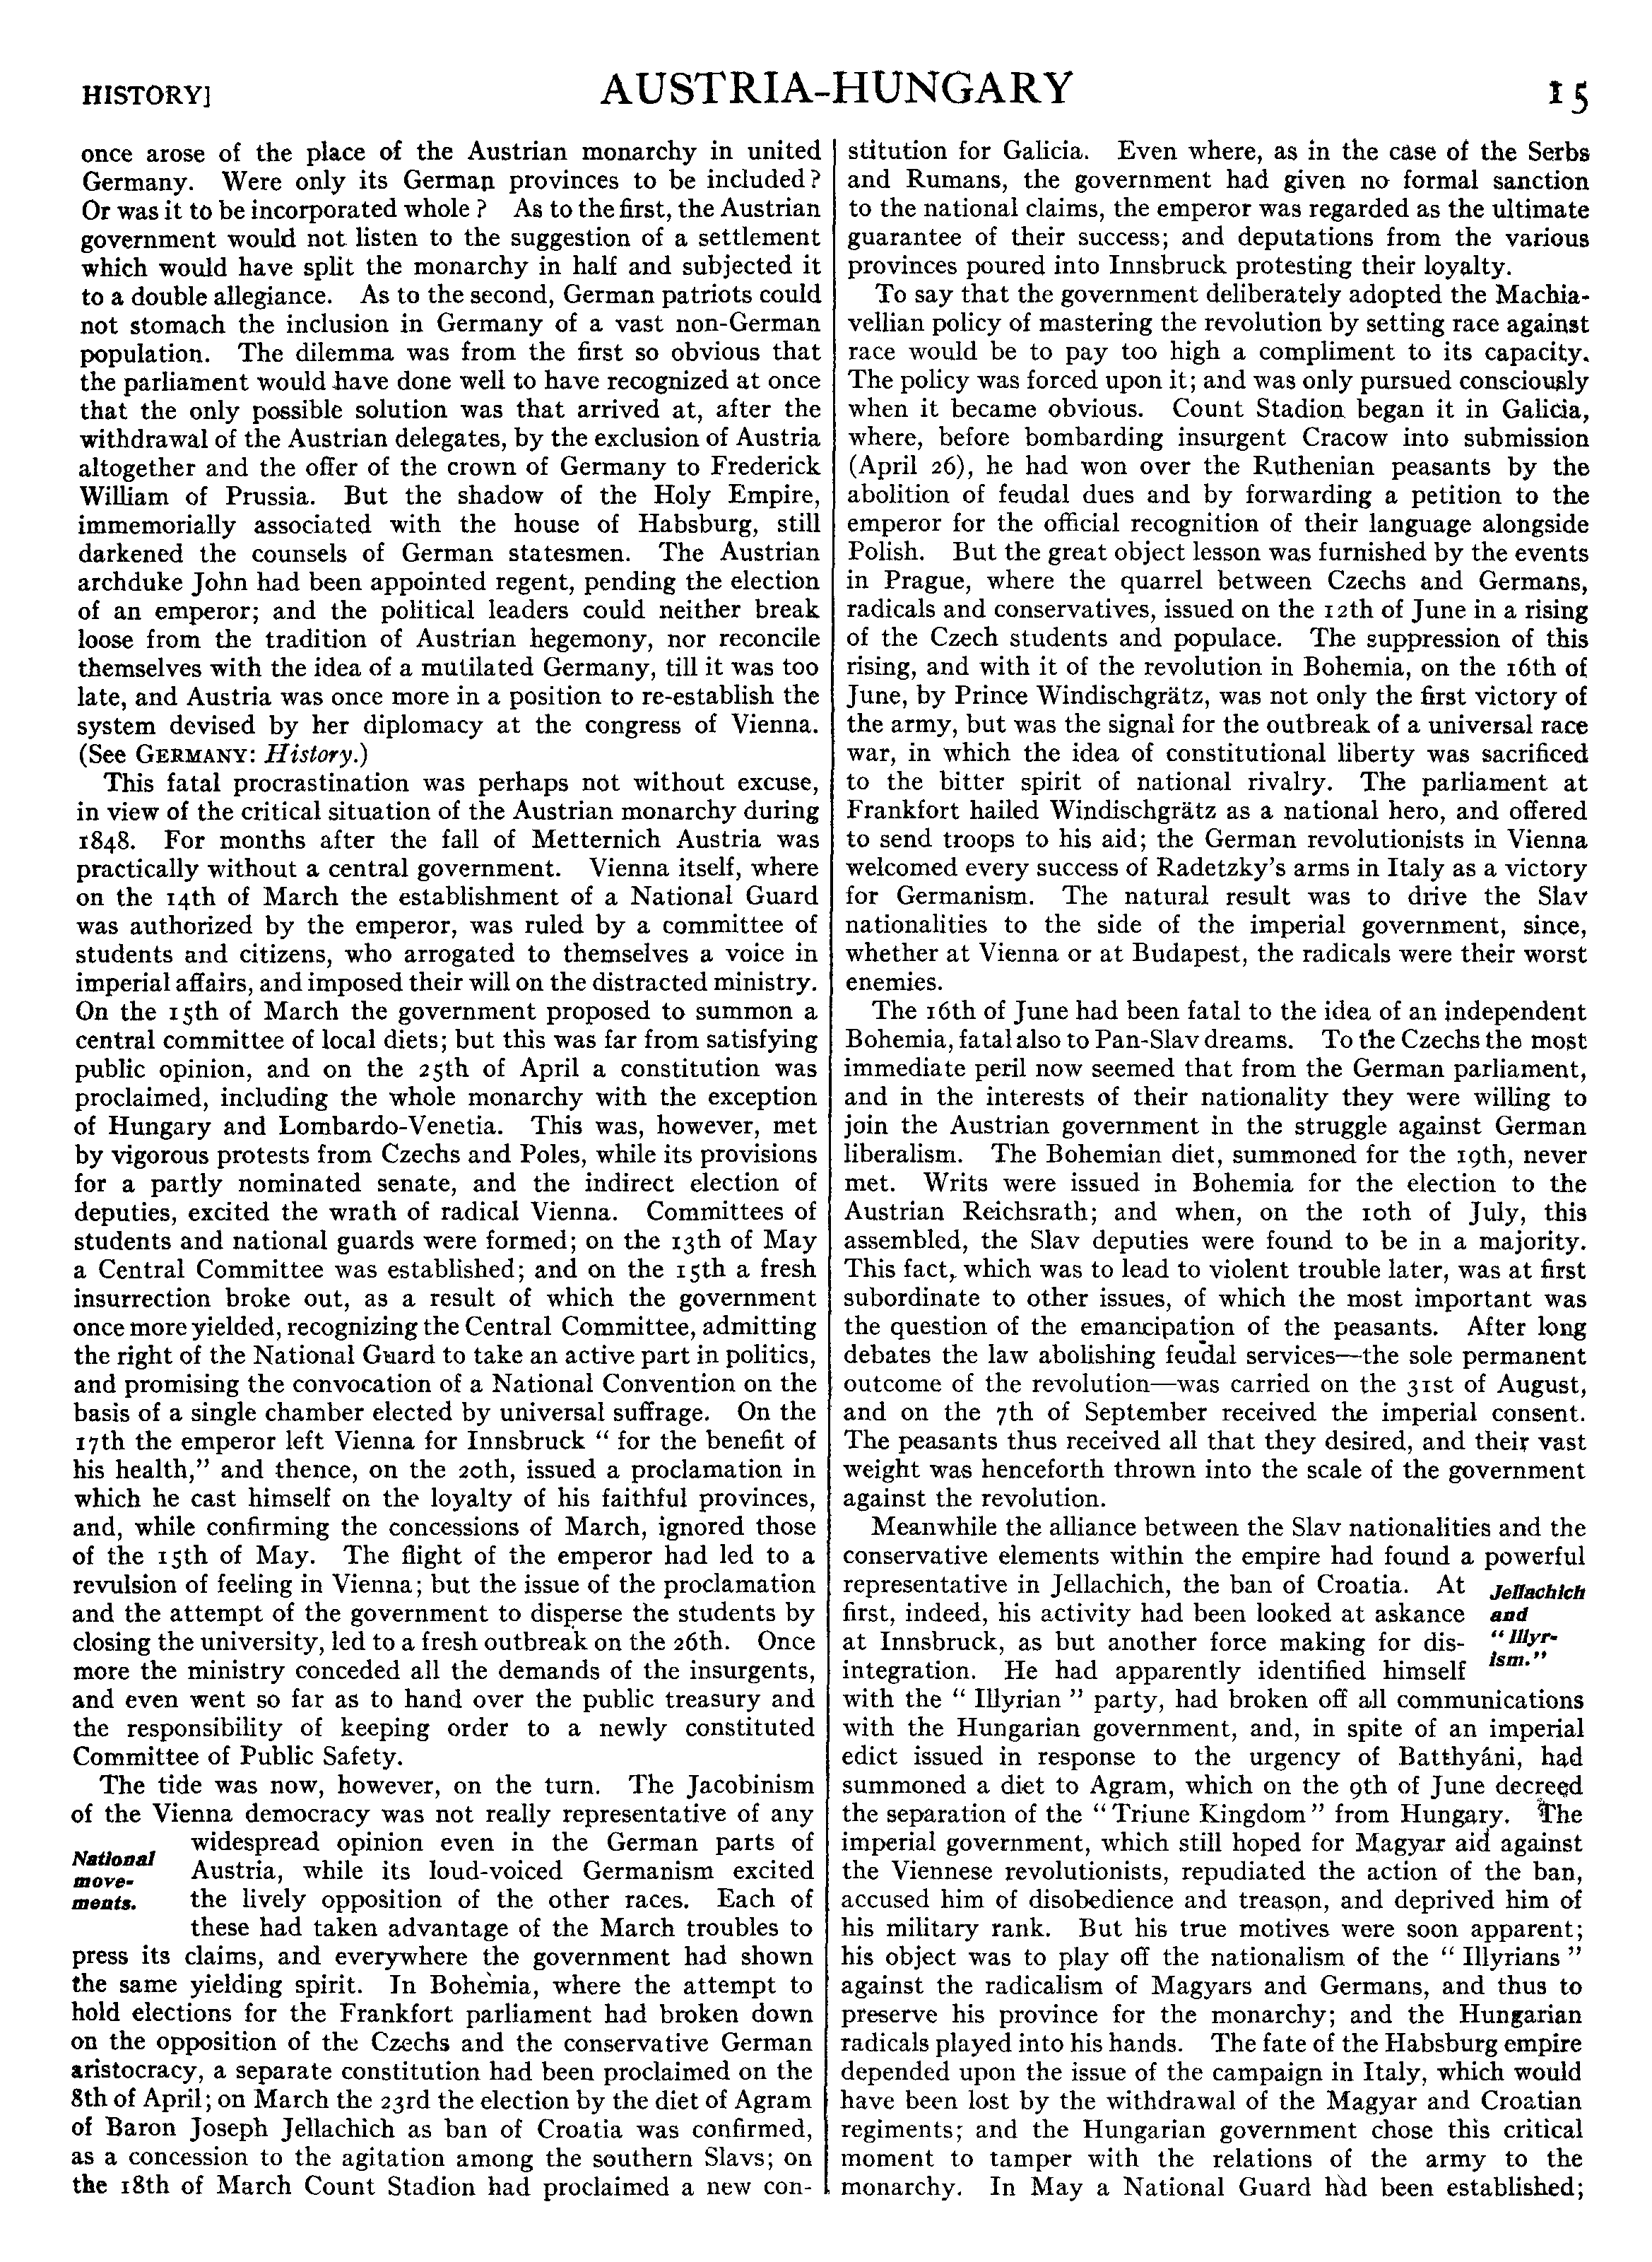 HISTORY]
AUSTRIA-HUNGARY
15
once arose of the place of the Austrian monarchy in united
Germany. Were only its German provinces to be included?
Or was it to be incorporated whole? As to the first, the Austrian
government would not listen to the suggestion of a settlement
which would have split the monarchy in half and subjected it
to a double allegiance. As to the second, German patriots could
not stomach the inclusion in Germany of a vast non-German
population. The dilemma was from the first so obvious that
the parliament would have done well to have recognized at once
that the only possible solution was that arrived at, after the
withdrawal of the Austrian delegates, by the exclusion of Austria
altogether and the offer of the crown of Germany to Frederick
William of Prussia. But the shadow of the Holy Empire,
immemorially associated with the house of Habsburg, still
darkened the counsels of German statesmen. The Austrian
archduke John had been appointed regent, pending the election
of an emperor; and the political leaders could neither break
loose from the tradition of Austrian hegemony, nor reconcile
themselves with the idea of a mutilated Germany, till it was too
late, and Austria was once more in a position to re-establish the
system devised by her diplomacy at the congress of Vienna.
(See GERMANY: History.)
This fatal procrastination was perhaps not without excuse,
in view of the critical situation of the Austrian monarchy during
1848. For months after the fall of Metternich Austria was
practically without a central government. Vienna itself, where
on the 14th of March the establishment of a National Guard
was authorized by the emperor, was ruled by a committee of
students and citizens, who arrogated to themselves a voice in
imperial affairs, and imposed their will on the distracted ministry.
On the 15th of March the government proposed to summon a
central committee of local diets; but this was far from satisfying
public opinion, and on the 25th of April a constitution was
proclaimed, including the whole monarchy with the exception
of Hungary and Lombardo-Venetia. This was, however, met
by vigorous protests from Czechs and Poles, while its provisions
for a partly nominated senate, and the indirect election of
deputies, excited the wrath of radical Vienna. Committees of
students and national guards were formed; on the 13th of May
a Central Committee was established; and on the 15th a fresh
insurrection broke out, as a result of which the government
once more yielded, recognizing the Central Committee, admitting
the right of the National Guard to take an active part in politics,
and promising the convocation of a National Convention on the
basis of a single chamber elected by universal suffrage. On the
17th the emperor left Vienna for Innsbruck “ for the benefit of
his health,” and thence, on the 20th, issued a proclamation in
which he cast himself on the loyalty of his faithful provinces,
and, while confirming the concessions of March, ignored those
of the 15th of May. The flight of the emperor had led to a
revulsion of feeling in Vienna; but the issue of the proclamation
and the attempt of the government to disperse the students by
closing the university, led to a fresh outbreak on the 26th. Once
more the ministry conceded all the demands of the insurgents,
and even went so far as to hand over the public treasury and
the responsibility of keeping order to a newly constituted
Committee of Public Safety.
The tide was now, however, on the turn. The Jacobinism
of the Vienna democracy was not really representative of any
widespread opinion even in the German parts of
National
move-
ments.
Austria, while its loud-voiced Germanism excited
the lively opposition of the other races. Each of
these had taken advantage of the March troubles to
press its claims, and everywhere the government had shown
the same yielding spirit. In Bohemia, where the attempt to
hold elections for the Frankfort parliament had broken down
on the opposition of the Czechs and the conservative German
aristocracy, a separate constitution had been proclaimed on the
8th of April; on March the 23rd the election by the diet of Agram
of Baron Joseph Jellachich as ban of Croatia was confirmed,
as a concession to the agitation among the southern Slavs; on
the 18th of March Count Stadion had proclaimed a new con-
stitution for Galicia. Even where, as in the case of the Serbs
and Rumans, the government had given no formal sanction
to the national claims, the emperor was regarded as the ultimate
guarantee of their success; and deputations from the various
provinces poured into Innsbruck protesting their loyalty.
To say that the government deliberately adopted the Machia-
vellian policy of mastering the revolution by setting race against
race would be to pay too high a compliment to its capacity.
The policy was forced upon it; and was only pursued consciously
when it became obvious. Count Stadion began it in Galicia,
where, before bombarding insurgent Cracow into submission
(April 26), he had won over the Ruthenian peasants by the
abolition of feudal dues and by forwarding a petition to the
emperor for the official recognition of their language alongside
Polish. But the great object lesson was furnished by the events
in Prague, where the quarrel between Czechs and Germans,
radicals and conservatives, issued on the 12th of June in a rising
of the Czech students and populace. The suppression of this
rising, and with it of the revolution in Bohemia, on the 16th of
June, by Prince Windischgrätz, was not only the first victory of
the army, but was the signal for the outbreak of a universal race
war, in which the idea of constitutional liberty was sacrificed
to the bitter spirit of national rivalry. The parliament at
Frankfort hailed Windischgrätz as a national hero, and offered
to send troops to his aid; the German revolutionists in Vienna
welcomed every success of Radetzky’s arms in Italy as a victory
for Germanism. The natural result was to drive the Slav
nationalities to the side of the imperial government, since,
whether at Vienna or at Budapest, the radicals were their worst
enemies.
The 16th of June had been fatal to the idea of an independent
Bohemia, fatal also to Pan-Slav dreams. To the Czechs the most
immediate peril now seemed that from the German parliament,
and in the interests of their nationality they were willing to
join the Austrian government in the struggle against German
liberalism. The Bohemian diet, summoned for the 19th, never
met. Writs were issued in Bohemia for the election to the
Austrian Reichsrath; and when, on the 10th of July, this
assembled, the Slav deputies were found to be in a majority.
This fact, which was to lead to violent trouble later, was at first
subordinate to other issues, of which the most important was
the question of the emancipation of the peasants. After long
debates the law abolishing feudal services—the sole permanent
outcome of the revolution—was carried on the 31st of August,
and on the 7th of September received the imperial consent.
The peasants thus received all that they desired, and their vast
weight was henceforth thrown into the scale of the government
against the revolution.
Meanwhile the alliance between the Slav nationalities and the
conservative elements within the empire had found a powerful
representative in Jellachich, the ban of Croatia. At
Jellachich
and
“ Illyr-
ism.”
first, indeed, his activity had been looked at askance
at Innsbruck, as but another force making for dis-
integration. He had apparently identified himself
with the “ Illyrian ” party, had broken off all communications
with the Hungarian government, and, in spite of an imperial
edict issued in response to the urgency of Batthyáni, had
summoned a diet to Agram, which on the 9th of June decreed
the separation of the “ Triune Kingdom ” from Hungary. The
imperial government, which still hoped for Magyar aid against
the Viennese revolutionists, repudiated the action of the ban,
accused him of disobedience and treason, and deprived him of
his military rank. But his true motives were soon apparent;
his object was to play off the nationalism of the “ Illyrians ”
against the radicalism of Magyars and Germans, and thus to
preserve his province for the monarchy; and the Hungarian
radicals played into his hands. The fate of the Habsburg empire
depended upon the issue of the campaign in Italy, which would
have been lost by the withdrawal of the Magyar and Croatian
regiments; and the Hungarian government chose this critical
moment to tamper with the relations of the army to the
monarchy. In May a National Guard had been established;